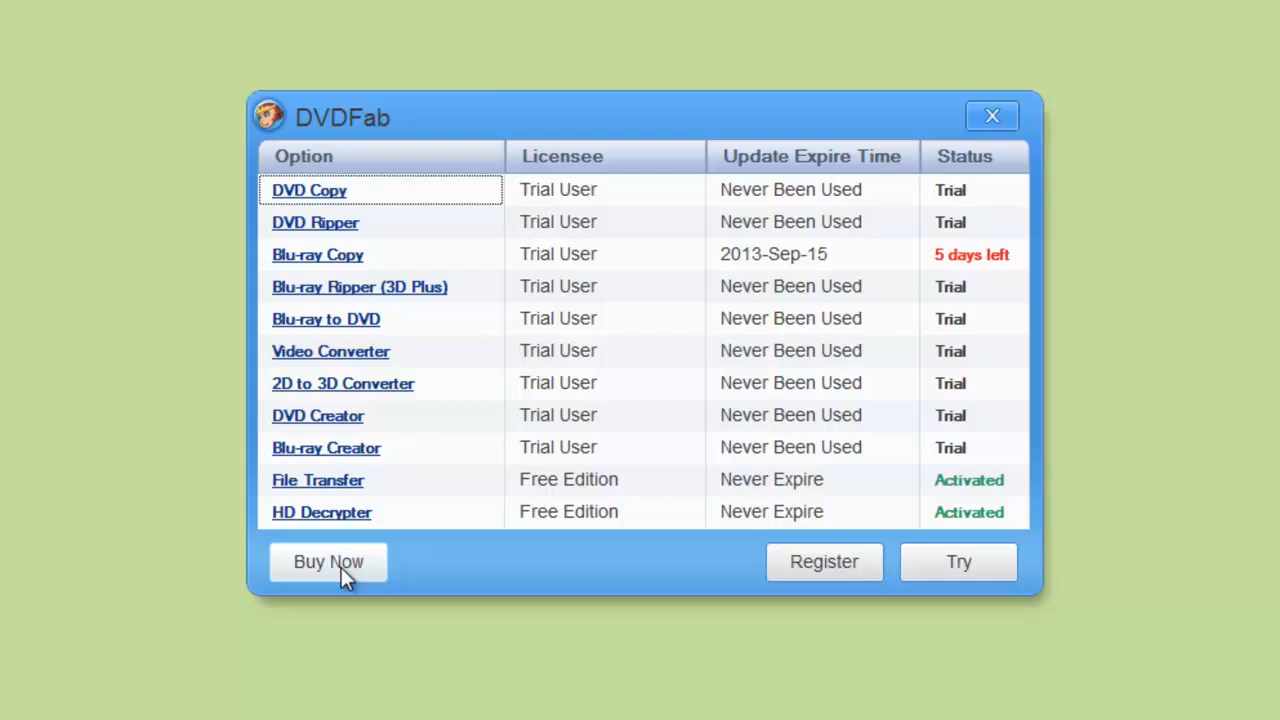 DVDFab
X
Option Licensee Update Expire Time Status
DVD Copy Trial User Never Been Used Trial
DVD Ripper Trial User Never Been Used Trial
Blu-ray Copy Trial User 2013-Sep-15 5 days left
Blu-ray Ripper (3D Plus) Trial User Never Been Used Trial
Blu-ray to DVD Trial User Never Been Used Trial
Video Converter Trial User Never Been Used Trial
2D to 3D Converter Trial User Never Been Used Trial
DVD Creator Trial User Never Been Used Trial
Blu-ray Creator Trial User Never Been Used Trial
File Transfer Free Edition Never Expire Activated
HD Decrypter Free Edition Never Expire Activated
Buy Now Register Try